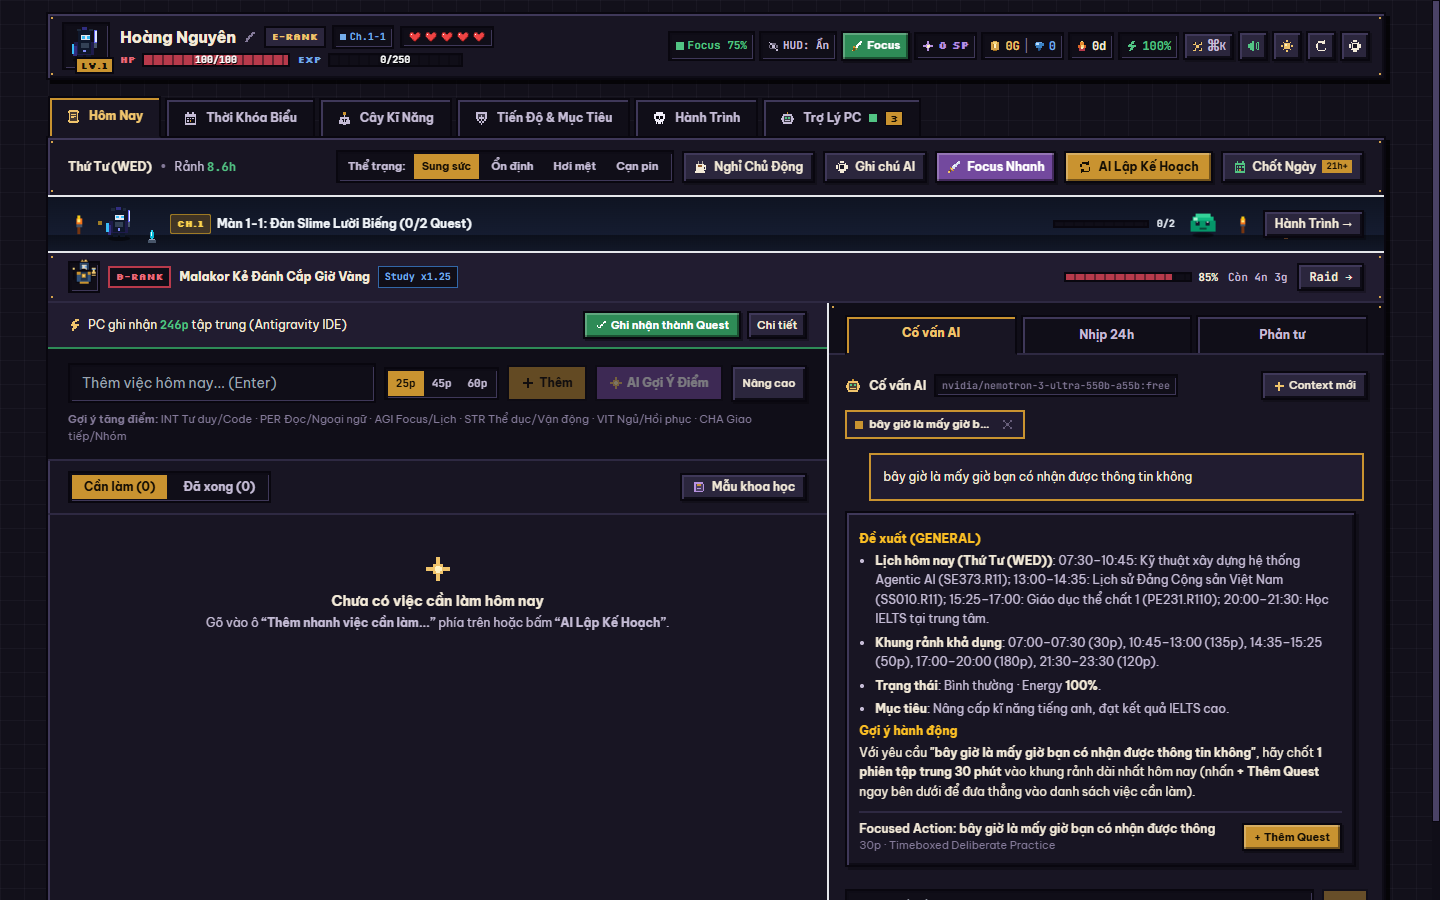 Hoàng Nguyên
E-RANK
Ch.1-1
LV.1
HP 100/100
EXP 0/250
Focus 75%
HUD: Ẩn
Focus
0 SP
0G
0
0d
100%
⌘K
Hôm Nay
Thời Khóa Biểu
Cây Kĩ Năng
Tiến Độ & Mục Tiêu
Hành Trình
Trợ Lý PC
3
Thứ Tư (WED) • Rảnh 8.6h
Thể trạng: Sung sức Ổn định Hơi mệt Cạn pin
Nghỉ Chủ Động
Ghi chú AI
Focus Nhanh
AI Lập Kế Hoạch
Chốt Ngày 21h+
CH.1 Màn 1-1: Đàn Slime Lười Biếng (0/2 Quest)
0/2
Hành Trình →
B-RANK Malakor Kẻ Đánh Cắp Giờ Vàng Study x1.25
85% Còn 4n 3g
Raid →
PC ghi nhận 246p tập trung (Antigravity IDE)
Ghi nhận thành Quest
Chi tiết
Thêm việc hôm nay... (Enter)
25p 45p 60p
Thêm
AI Gợi Ý Điểm
Nâng cao
Gợi ý tăng điểm: INT Tư duy/Code · PER Đọc/Ngoại ngữ · AGI Focus/Lịch · STR Thể dục/Vận động · VIT Ngủ/Hồi phục · CHA Giao
tiếp/Nhóm
Cần làm (0)
Đã xong (0)
Mẫu khoa học
Chưa có việc cần làm hôm nay
Gõ vào ô “Thêm nhanh việc cần làm...” phía trên hoặc bấm “AI Lập Kế Hoạch”.
Cố vấn AI
Nhịp 24h
Phản tư
Cố vấn AI nvidia/nemotron-3-ultra-550b-a55b:free
Context mới
bây giờ là mấy giờ b...
bây giờ là mấy giờ bạn có nhận được thông tin không
Đề xuất (GENERAL)
• Lịch hôm nay (Thứ Tư (WED)): 07:30–10:45: Kỹ thuật xây dựng hệ thống
Agentic AI (SE373.R11); 13:00–14:35: Lịch sử Đảng Cộng sản Việt Nam
(SS010.R11); 15:25–17:00: Giáo dục thể chất 1 (PE231.R110); 20:00–21:30: Học
IELTS tại trung tâm.
• Khung rảnh khả dụng: 07:00–07:30 (30p), 10:45–13:00 (135p), 14:35–15:25
(50p), 17:00–20:00 (180p), 21:30–23:30 (120p).
• Trạng thái: Bình thường · Energy 100%.
• Mục tiêu: Nâng cấp kĩ năng tiếng anh, đạt kết quả IELTS cao.
Gợi ý hành động
Với yêu cầu "bây giờ là mấy giờ bạn có nhận được thông tin không", hãy chốt 1
phiên tập trung 30 phút vào khung rảnh dài nhất hôm nay (nhấn + Thêm Quest
ngay bên dưới để đưa thẳng vào danh sách việc cần làm).
Focused Action: bây giờ là mấy giờ bạn có nhận được thông
30p · Timeboxed Deliberate Practice
+ Thêm Quest